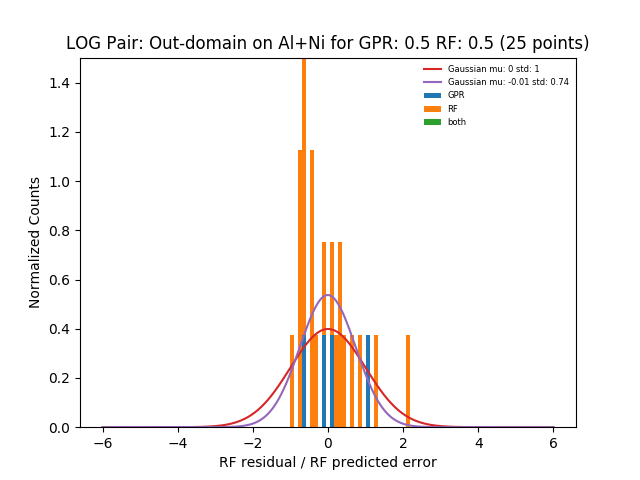 LOG Pair: Out-domain on Al+Ni for GPR: 0.5 RF: 0.5 (25 points)
Gaussian mu: 0 std: 1
Gaussian mu: -0.01 std: 0.74
GPR
RF
both
1.4
1.2
1.0
0.8
0.6
0.4
0.2
0.0
Normalized Counts
−6 −4 −2 0 2 4 6
RF residual / RF predicted error